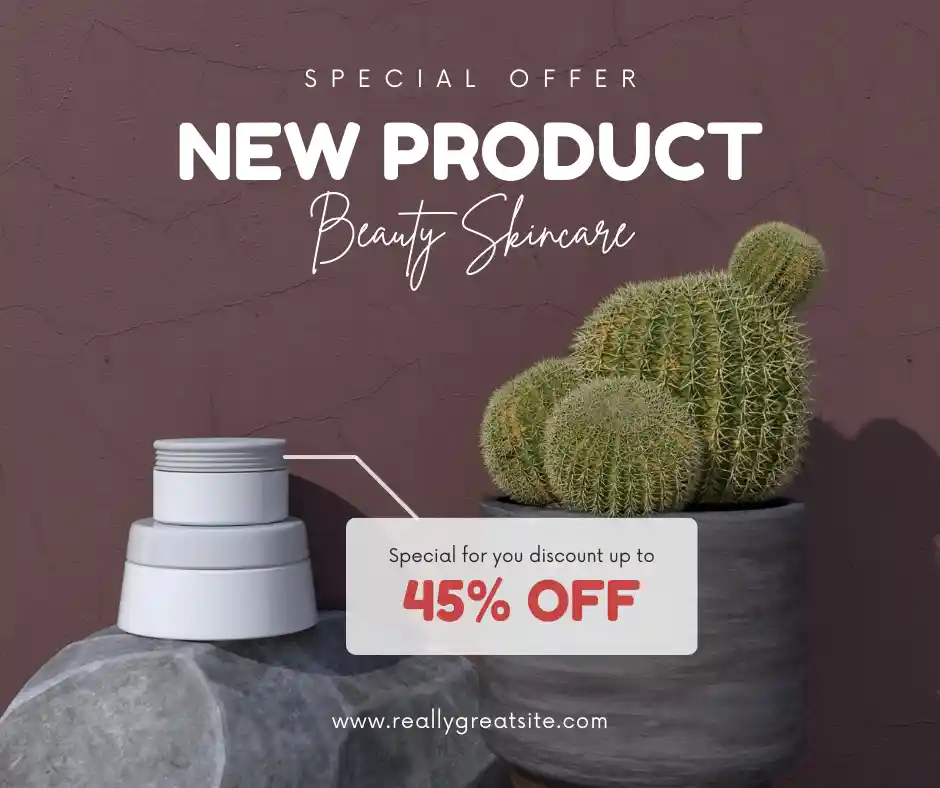 SPECIAL OFFER
NEW PRODUCT
Beauty Skincare
Special for you discount up to
45% OFF
www.reallygreatsite.com